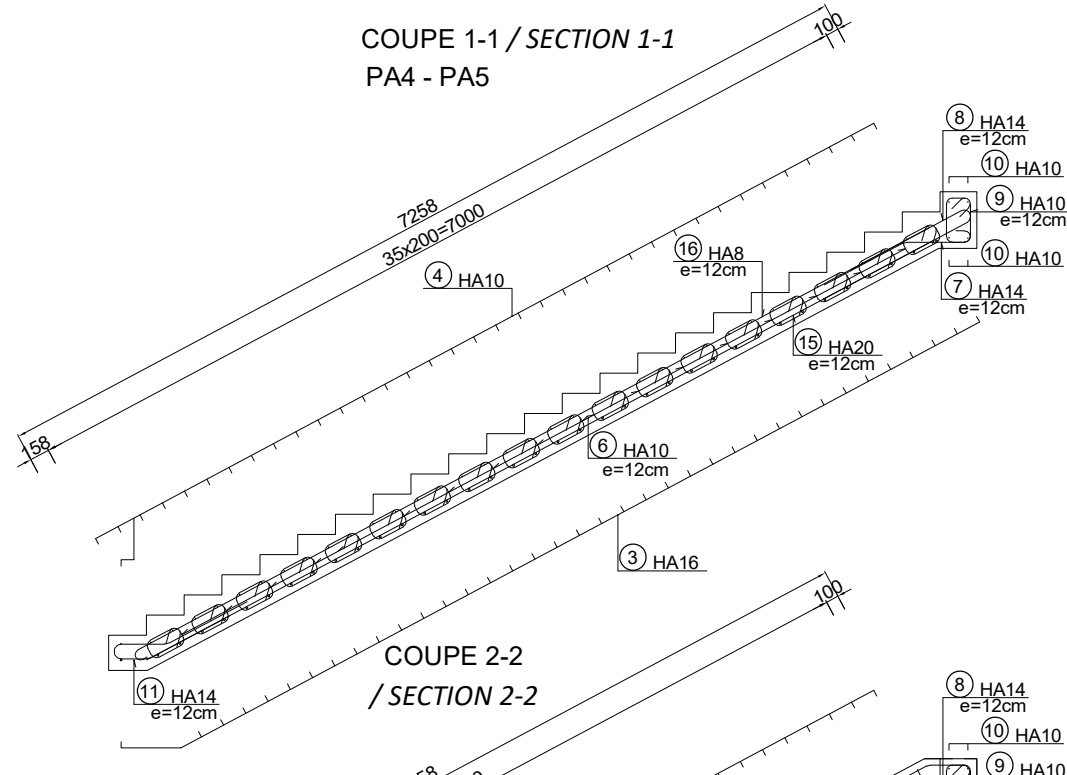 COUPE 1-1 / SECTION 1-1
PA4 - PA5
100
7258
35x200=7000
158
4 HA10
16 HA8
e=12cm
8 HA14
e=12cm
10 HA10
9 HA10
e=12cm
10 HA10
7 HA14
e=12cm
15 HA20
e=12cm
6 HA10
e=12cm
3 HA16
11 HA14
e=12cm
100
COUPE 2-2
/ SECTION 2-2
8 HA14
e=12cm
10 HA10
9 HA10